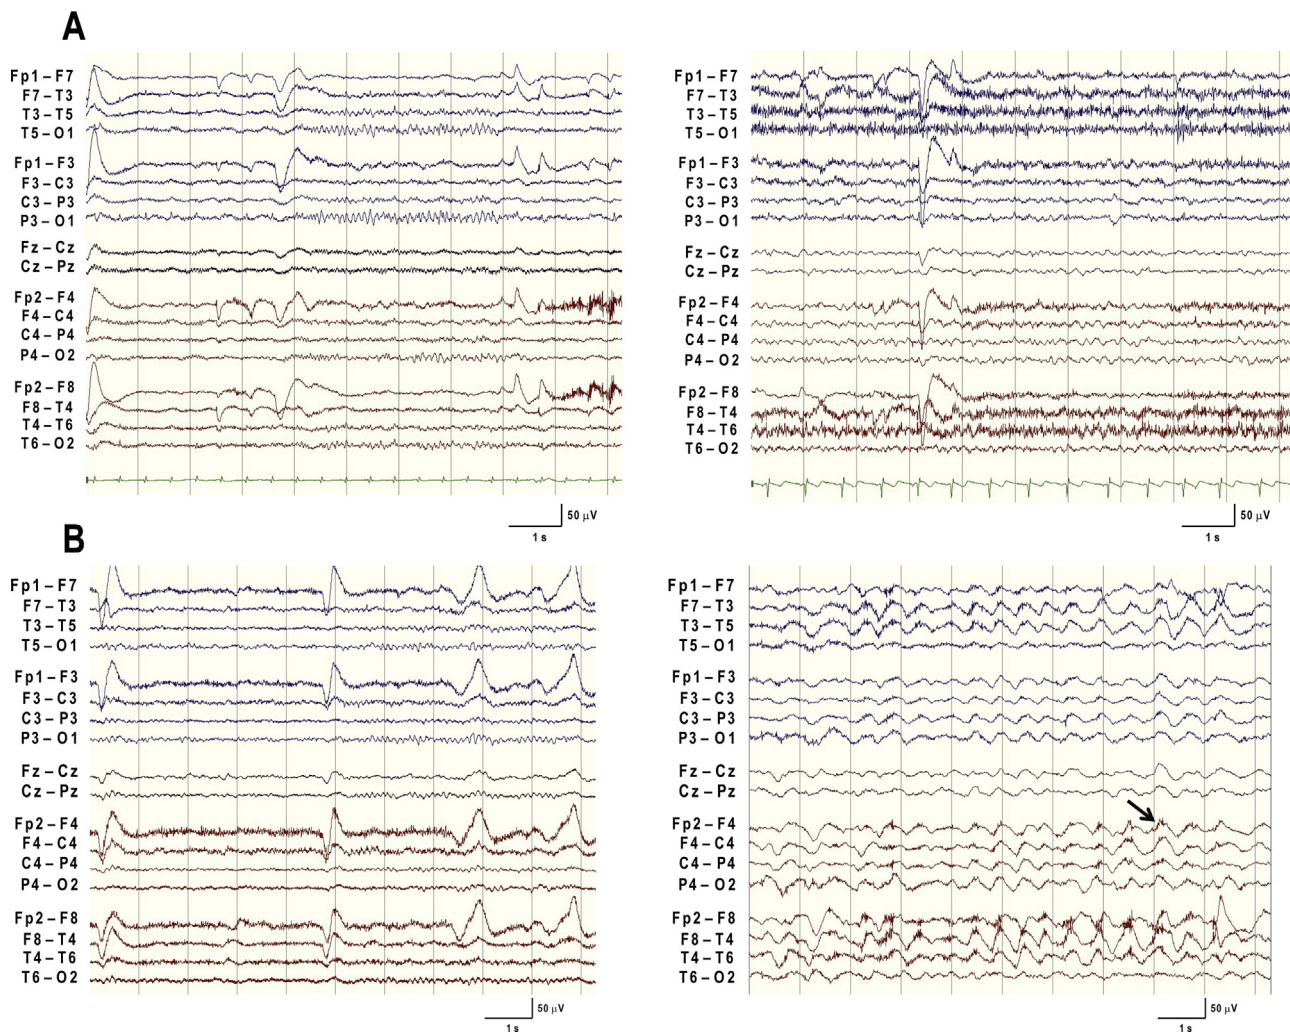 A
Fp1–F7
F7–T3
T3–T5
T5–O1
Fp1–F3
F3–C3
C3–P3
P3–O1
Fz–Cz
Cz–Pz
Fp2–F4
F4–C4
C4–P4
P4–O2
Fp2–F8
F8–T4
T4–T6
T6–O2
50 μV
1 s
Fp1–F7
F7–T3
T3–T5
T5–O1
Fp1–F3
F3–C3
C3–P3
P3–O1
Fz–Cz
Cz–Pz
Fp2–F4
F4–C4
C4–P4
P4–O2
Fp2–F8
F8–T4
T4–T6
T6–O2
50 μV
1 s
B
Fp1–F7
F7–T3
T3–T5
T5–O1
Fp1–F3
F3–C3
C3–P3
P3–O1
Fz–Cz
Cz–Pz
Fp2–F4
F4–C4
C4–P4
P4–O2
Fp2–F8
F8–T4
T4–T6
T6–O2
50 μV
1 s
Fp1–F7
F7–T3
T3–T5
T5–O1
Fp1–F3
F3–C3
C3–P3
P3–O1
Fz–Cz
Cz–Pz
Fp2–F4
F4–C4
C4–P4
P4–O2
Fp2–F8
F8–T4
T4–T6
T6–O2
50 μV
1 s